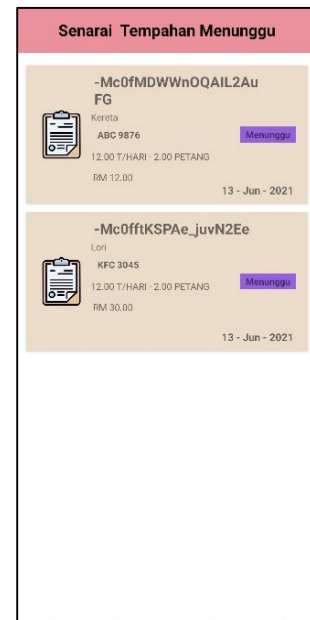 Senarai Tempahan Menunggu
-Mc0fMDWWnOQAIL2Au
FG
Kereta
ABC 9876
Menunggu
12.00 T/HARI - 2.00 PETANG
RM 12.00
13 - Jun - 2021
-Mc0fftKSPAe_juvN2Ee
Lori
KFC 3045
12.00 T/HARI - 2.00 PETANG
Menunggu
RM 30.00
13 - Jun - 2021